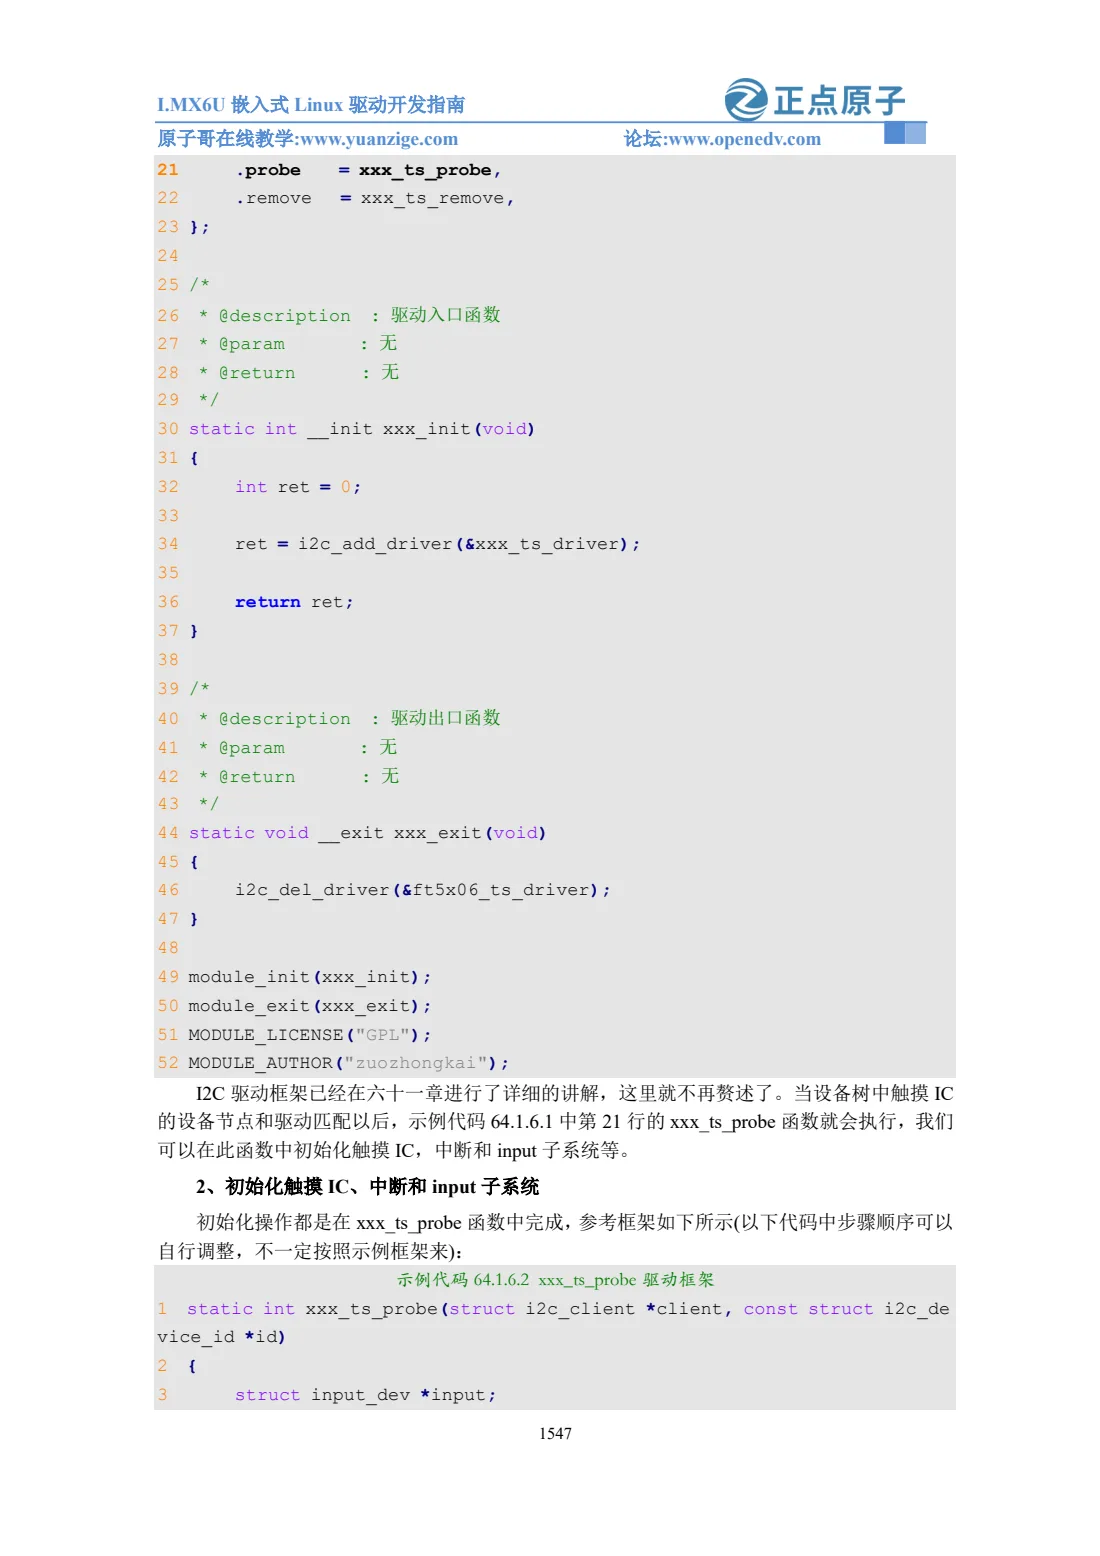 I.MX6U 嵌入式 Linux 驱动开发指南
正点原子
原子哥在线教学:www.yuanzige.com 论坛:www.openedv.com
21 .probe = xxx_ts_probe,
22 .remove = xxx_ts_remove,
23 };
24
25 /*
26 * @description : 驱动入口函数
27 * @param : 无
28 * @return : 无
29 */
30 static int __init xxx_init(void)
31 {
32 int ret = 0;
33
34 ret = i2c_add_driver(&xxx_ts_driver);
35
36 return ret;
37 }
38
39 /*
40 * @description : 驱动出口函数
41 * @param : 无
42 * @return : 无
43 */
44 static void __exit xxx_exit(void)
45 {
46 i2c_del_driver(&ft5x06_ts_driver);
47 }
48
49 module_init(xxx_init);
50 module_exit(xxx_exit);
51 MODULE_LICENSE("GPL");
52 MODULE_AUTHOR("zuozhongkai");
I2C 驱动框架已经在六十一章进行了详细的讲解，这里就不再赘述了。当设备树中触摸 IC
的设备节点和驱动匹配以后，示例代码 64.1.6.1 中第 21 行的 xxx_ts_probe 函数就会执行，我们
可以在此函数中初始化触摸 IC，中断和 input 子系统等。
2、初始化触摸 IC、中断和 input 子系统
初始化操作都是在 xxx_ts_probe 函数中完成，参考框架如下所示(以下代码中步骤顺序可以
自行调整，不一定按照示例框架来)：
示例代码 64.1.6.2 xxx_ts_probe 驱动框架
1 static int xxx_ts_probe(struct i2c_client *client, const struct i2c_de
vice_id *id)
2 {
3 struct input_dev *input;
1547